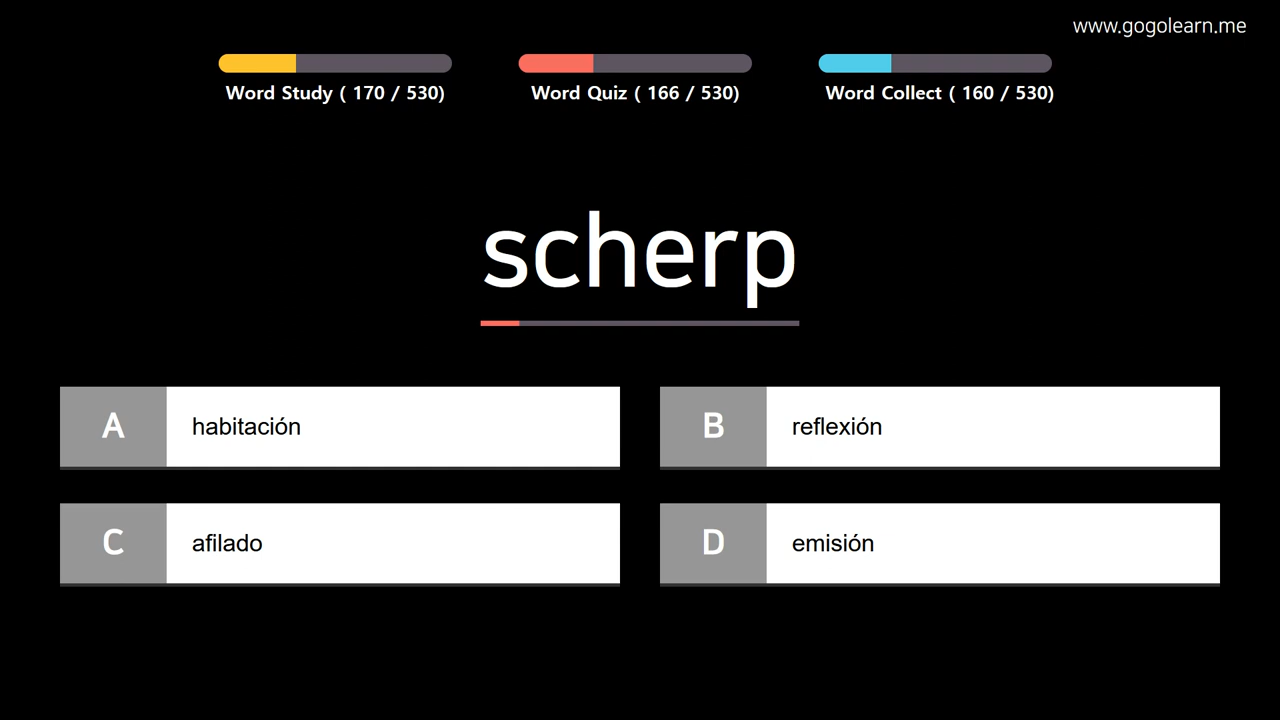 www.gogolearn.me
Word Study ( 170 / 530)
Word Quiz ( 166 / 530)
Word Collect ( 160 / 530)
scherp
A habitación
B reflexión
C afilado
D emisión